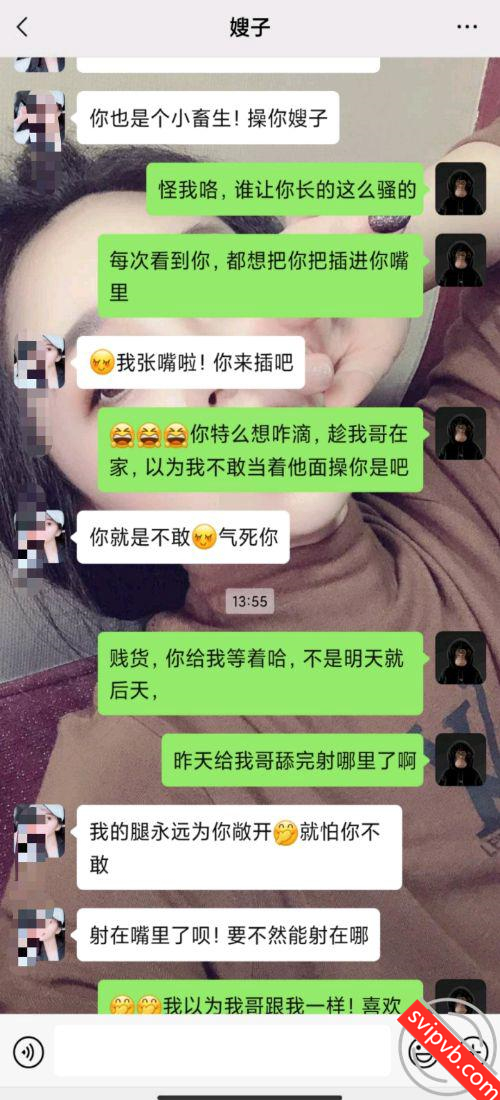 嫂子
你也是个小畜生！操你嫂子
怪我咯，谁让你长的这么骚的
每次看到你，都想把你把插进你嘴
里
我张嘴啦！你来插吧
你特么想咋滴，趁我哥在
家，以为我不敢当着他面操你是吧
你就是不敢😌气死你
13:55
贱货，你给我等着哈，不是明天就
后天，
昨天给我哥舔完射哪里了啊
我的腿永远为你敞开🤭就怕你不
敢
射在嘴里了呗！要不然能射在哪
我以为我哥跟我一样！喜欢
svipvb.com